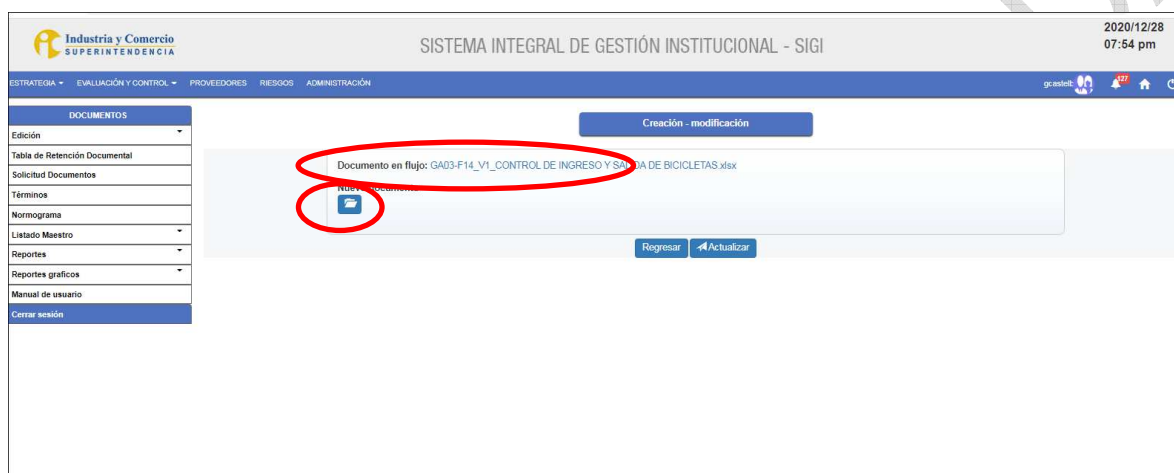 Industria y Comercio
SUPERINTENDENCIA
SISTEMA INTEGRAL DE GESTIÓN INSTITUCIONAL - SIGI
2020/12/28
07:54 pm
ESTRATEGIA EVALUACIÓN Y CONTROL PROVEEDORES RIESGOS ADMINISTRACIÓN
127
DOCUMENTOS
Edición
Tabla de Retención Documental
Solicitud Documentos
Términos
Normograma
Listado Maestro
Reportes
Reportes graficos
Manual de usuario
Cerrar sesión
Creación - modificación
Documento en flujo: GA03-F14_V1_CONTROL DE INGRESO Y SALIDA DE BICICLETAS.xlsx
Nuevo documento
Regresar Actualizar